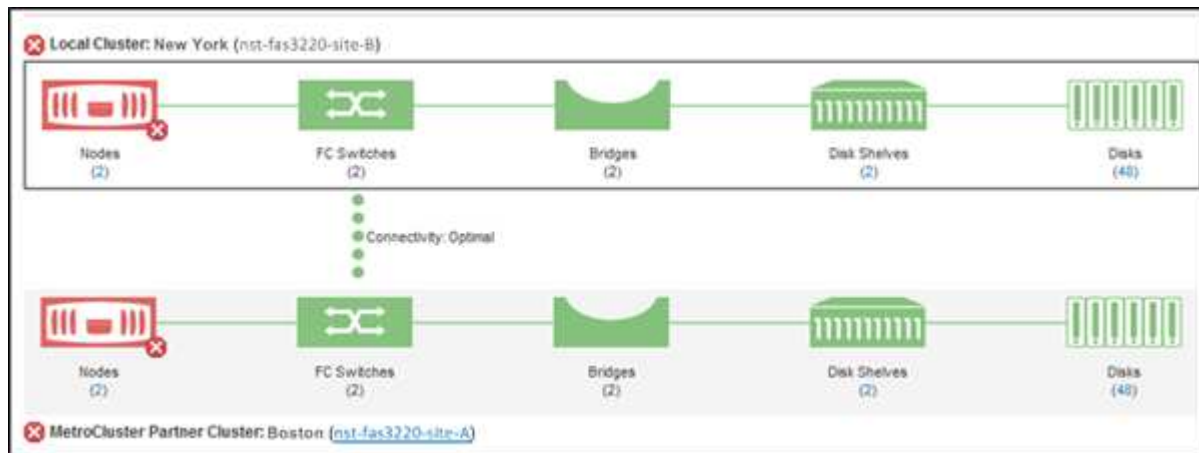 Local Cluster: New York (nst-fas3220-site-B)
Nodes FC Switches Bridges Disk Shelves Disks
(2) (2) (2) (2) (48)
Connectivity: Optimal
Nodes FC Switches Bridges Disk Shelves Disks
(2) (2) (2) (2) (48)
MetroCluster Partner Cluster: Boston (nst-fas3220-site-A)